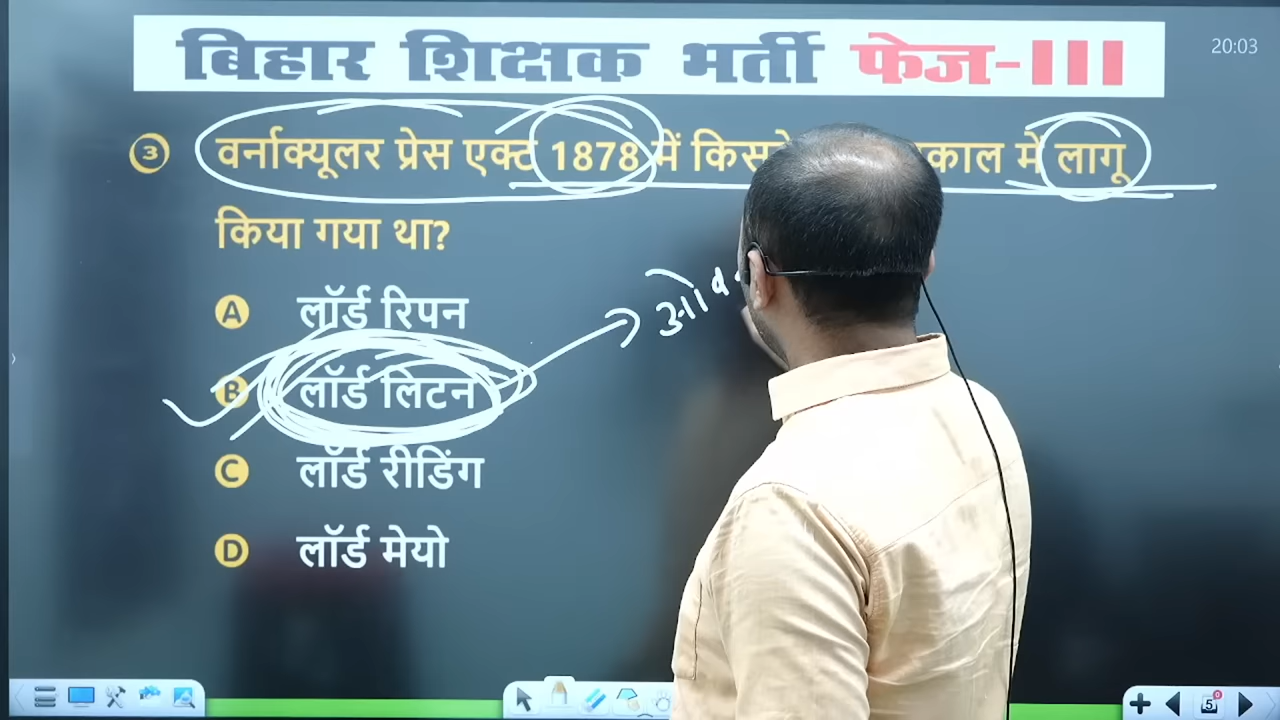 बिहार शिक्षक भर्ती फेज-III
20:03
3 वर्नाक्यूलर प्रेस एक्ट 1878 में काल में लागू
किया गया था?
A लॉर्ड रिपन
B लॉर्ड लिटन
C लॉर्ड रीडिंग
D लॉर्ड मेयो